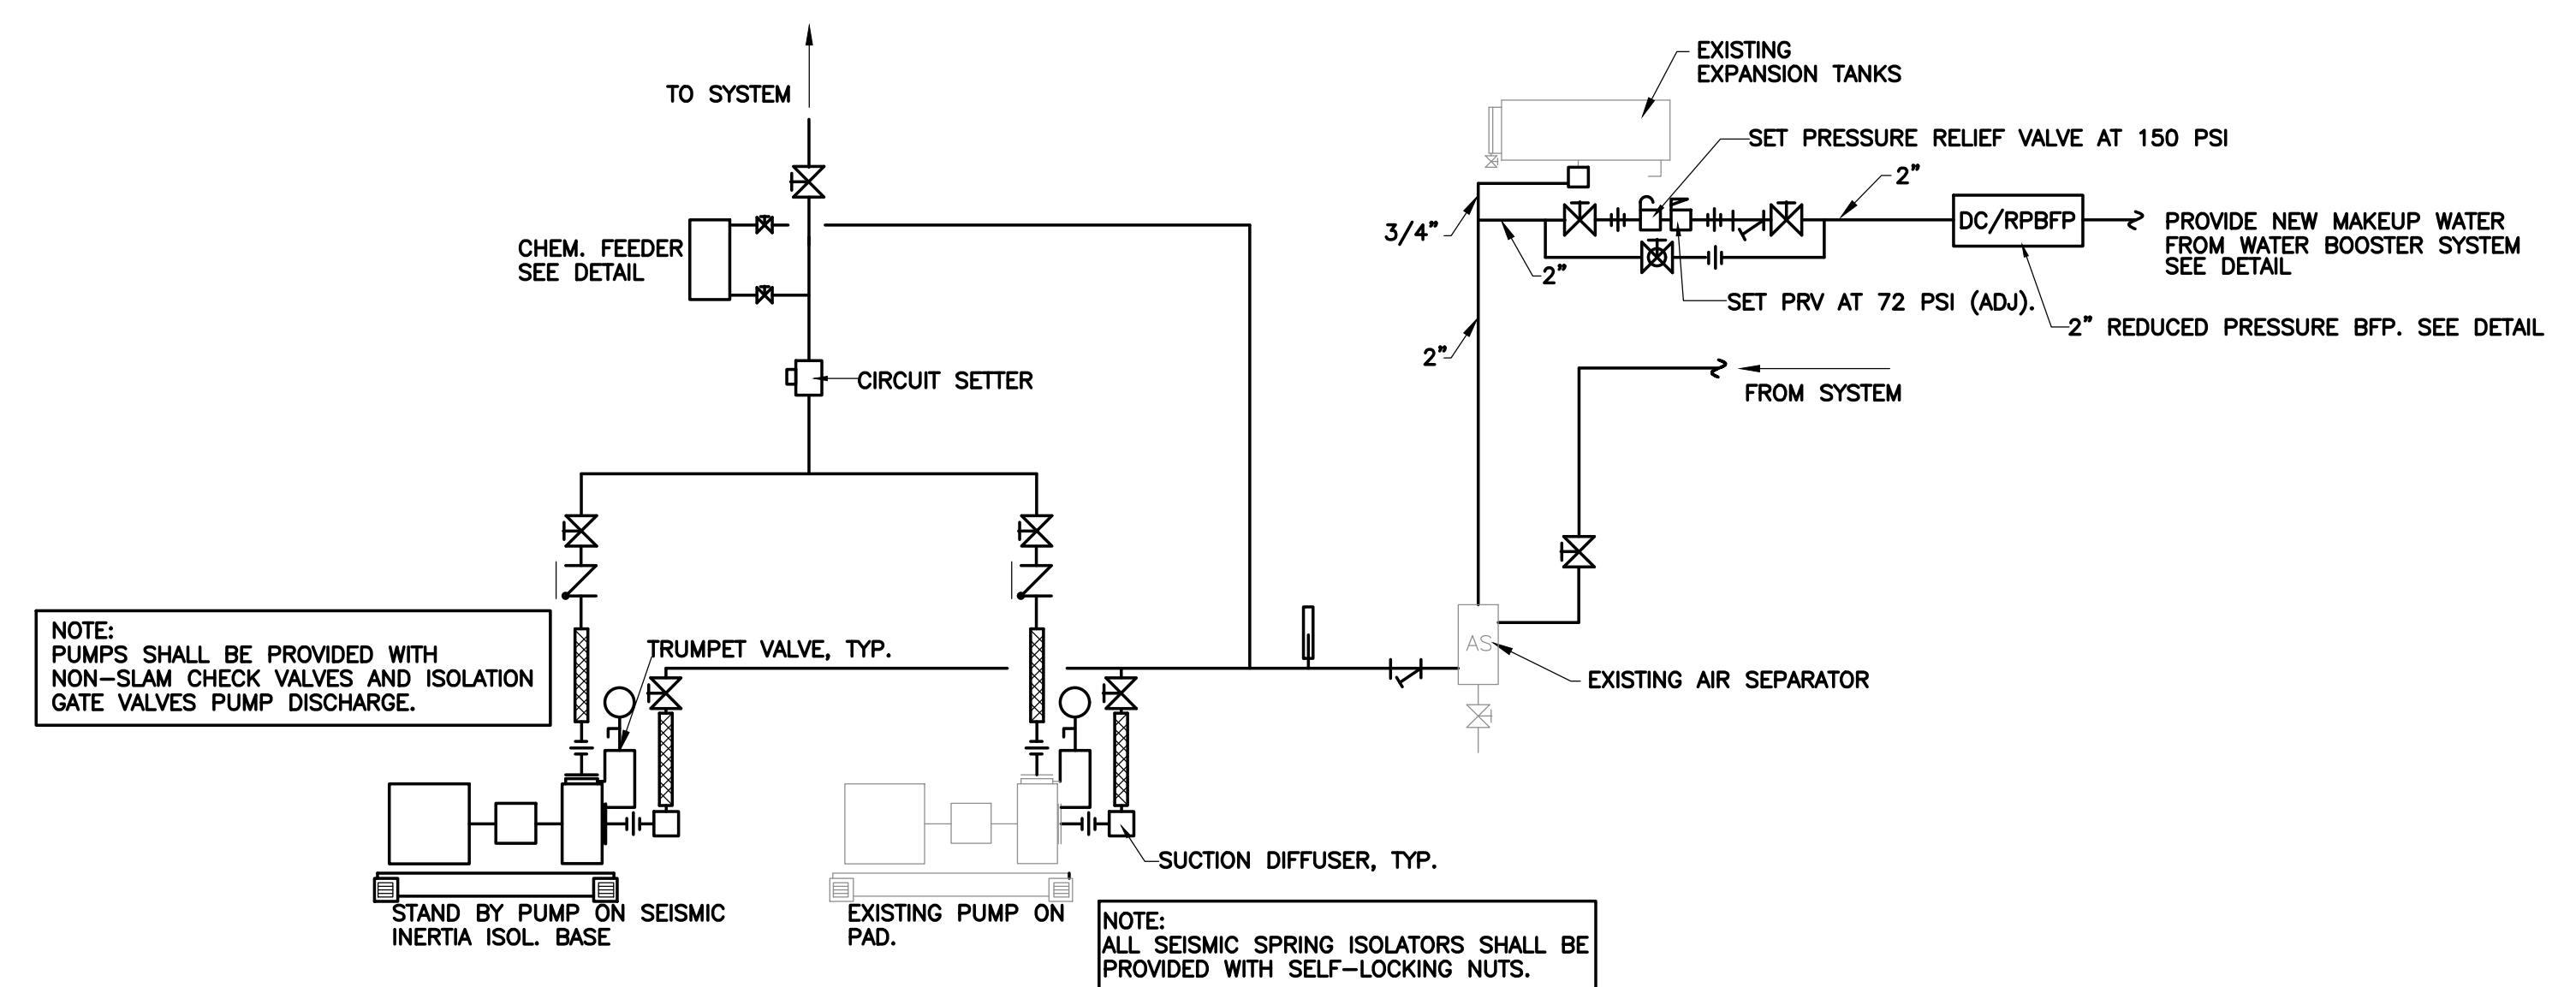 EXISTING
EXPANSION TANKS
TO SYSTEM
SET PRESSURE RELIEF VALVE AT 150 PSI
2"
3/4"
DC/RPBFP
PROVIDE NEW MAKEUP WATER
FROM WATER BOOSTER SYSTEM
SEE DETAIL
CHEM. FEEDER
SEE DETAIL
2"
SET PRV AT 72 PSI (ADJ).
2" REDUCED PRESSURE BFP. SEE DETAIL
2"
CIRCUIT SETTER
FROM SYSTEM
NOTE:
PUMPS SHALL BE PROVIDED WITH
NON-SLAM CHECK VALVES AND ISOLATION
GATE VALVES PUMP DISCHARGE.
TRUMPET VALVE, TYP.
AS
EXISTING AIR SEPARATOR
SUCTION DIFFUSER, TYP.
STAND BY PUMP ON SEISMIC
INERTIA ISOL. BASE
EXISTING PUMP ON
PAD.
NOTE:
ALL SEISMIC SPRING ISOLATORS SHALL BE
PROVIDED WITH SELF-LOCKING NUTS.